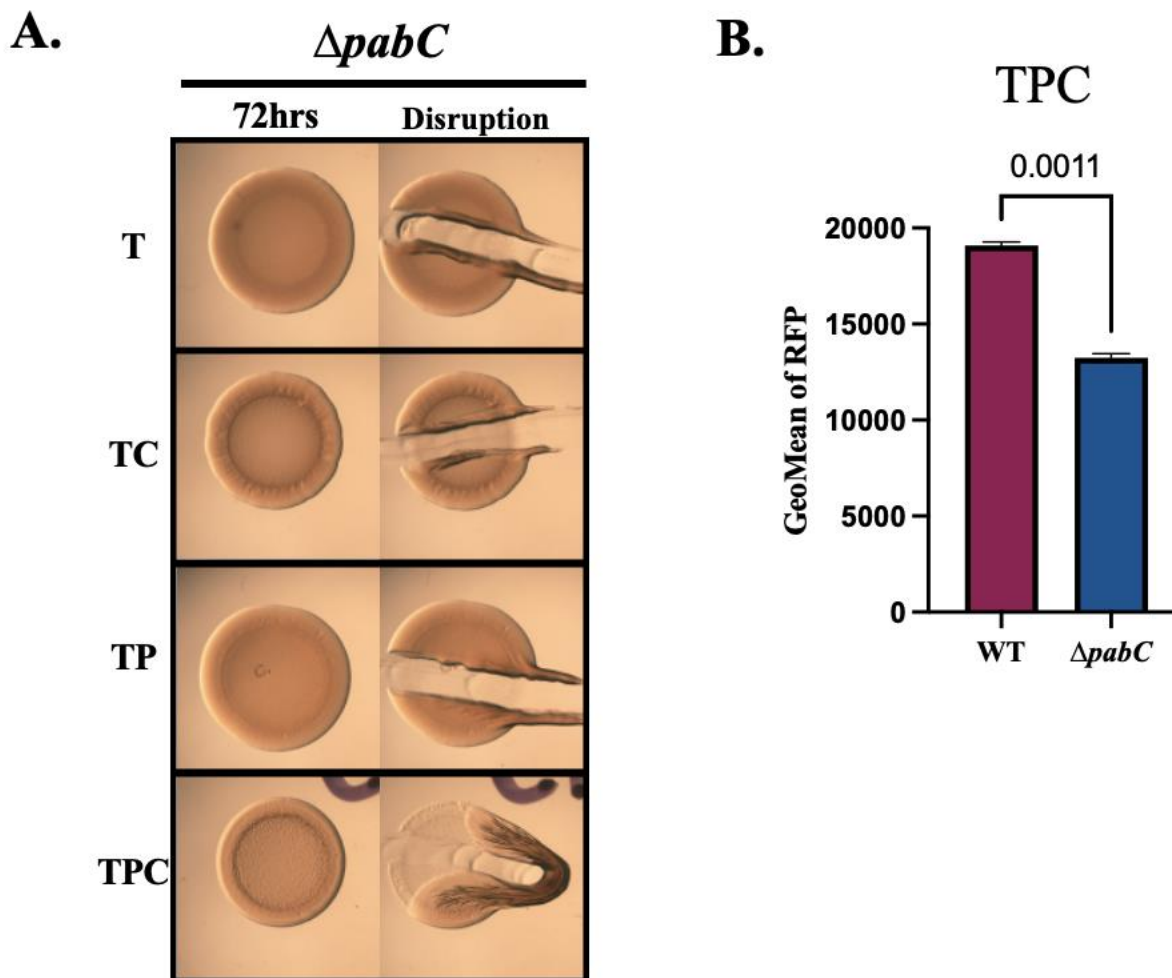 A.
ΔpabC
72hrs Disruption
T
TC
TP
TPC
B.
TPC
0.0011
20000
15000
10000
5000
0
GeoMean of RFP
WT ΔpabC